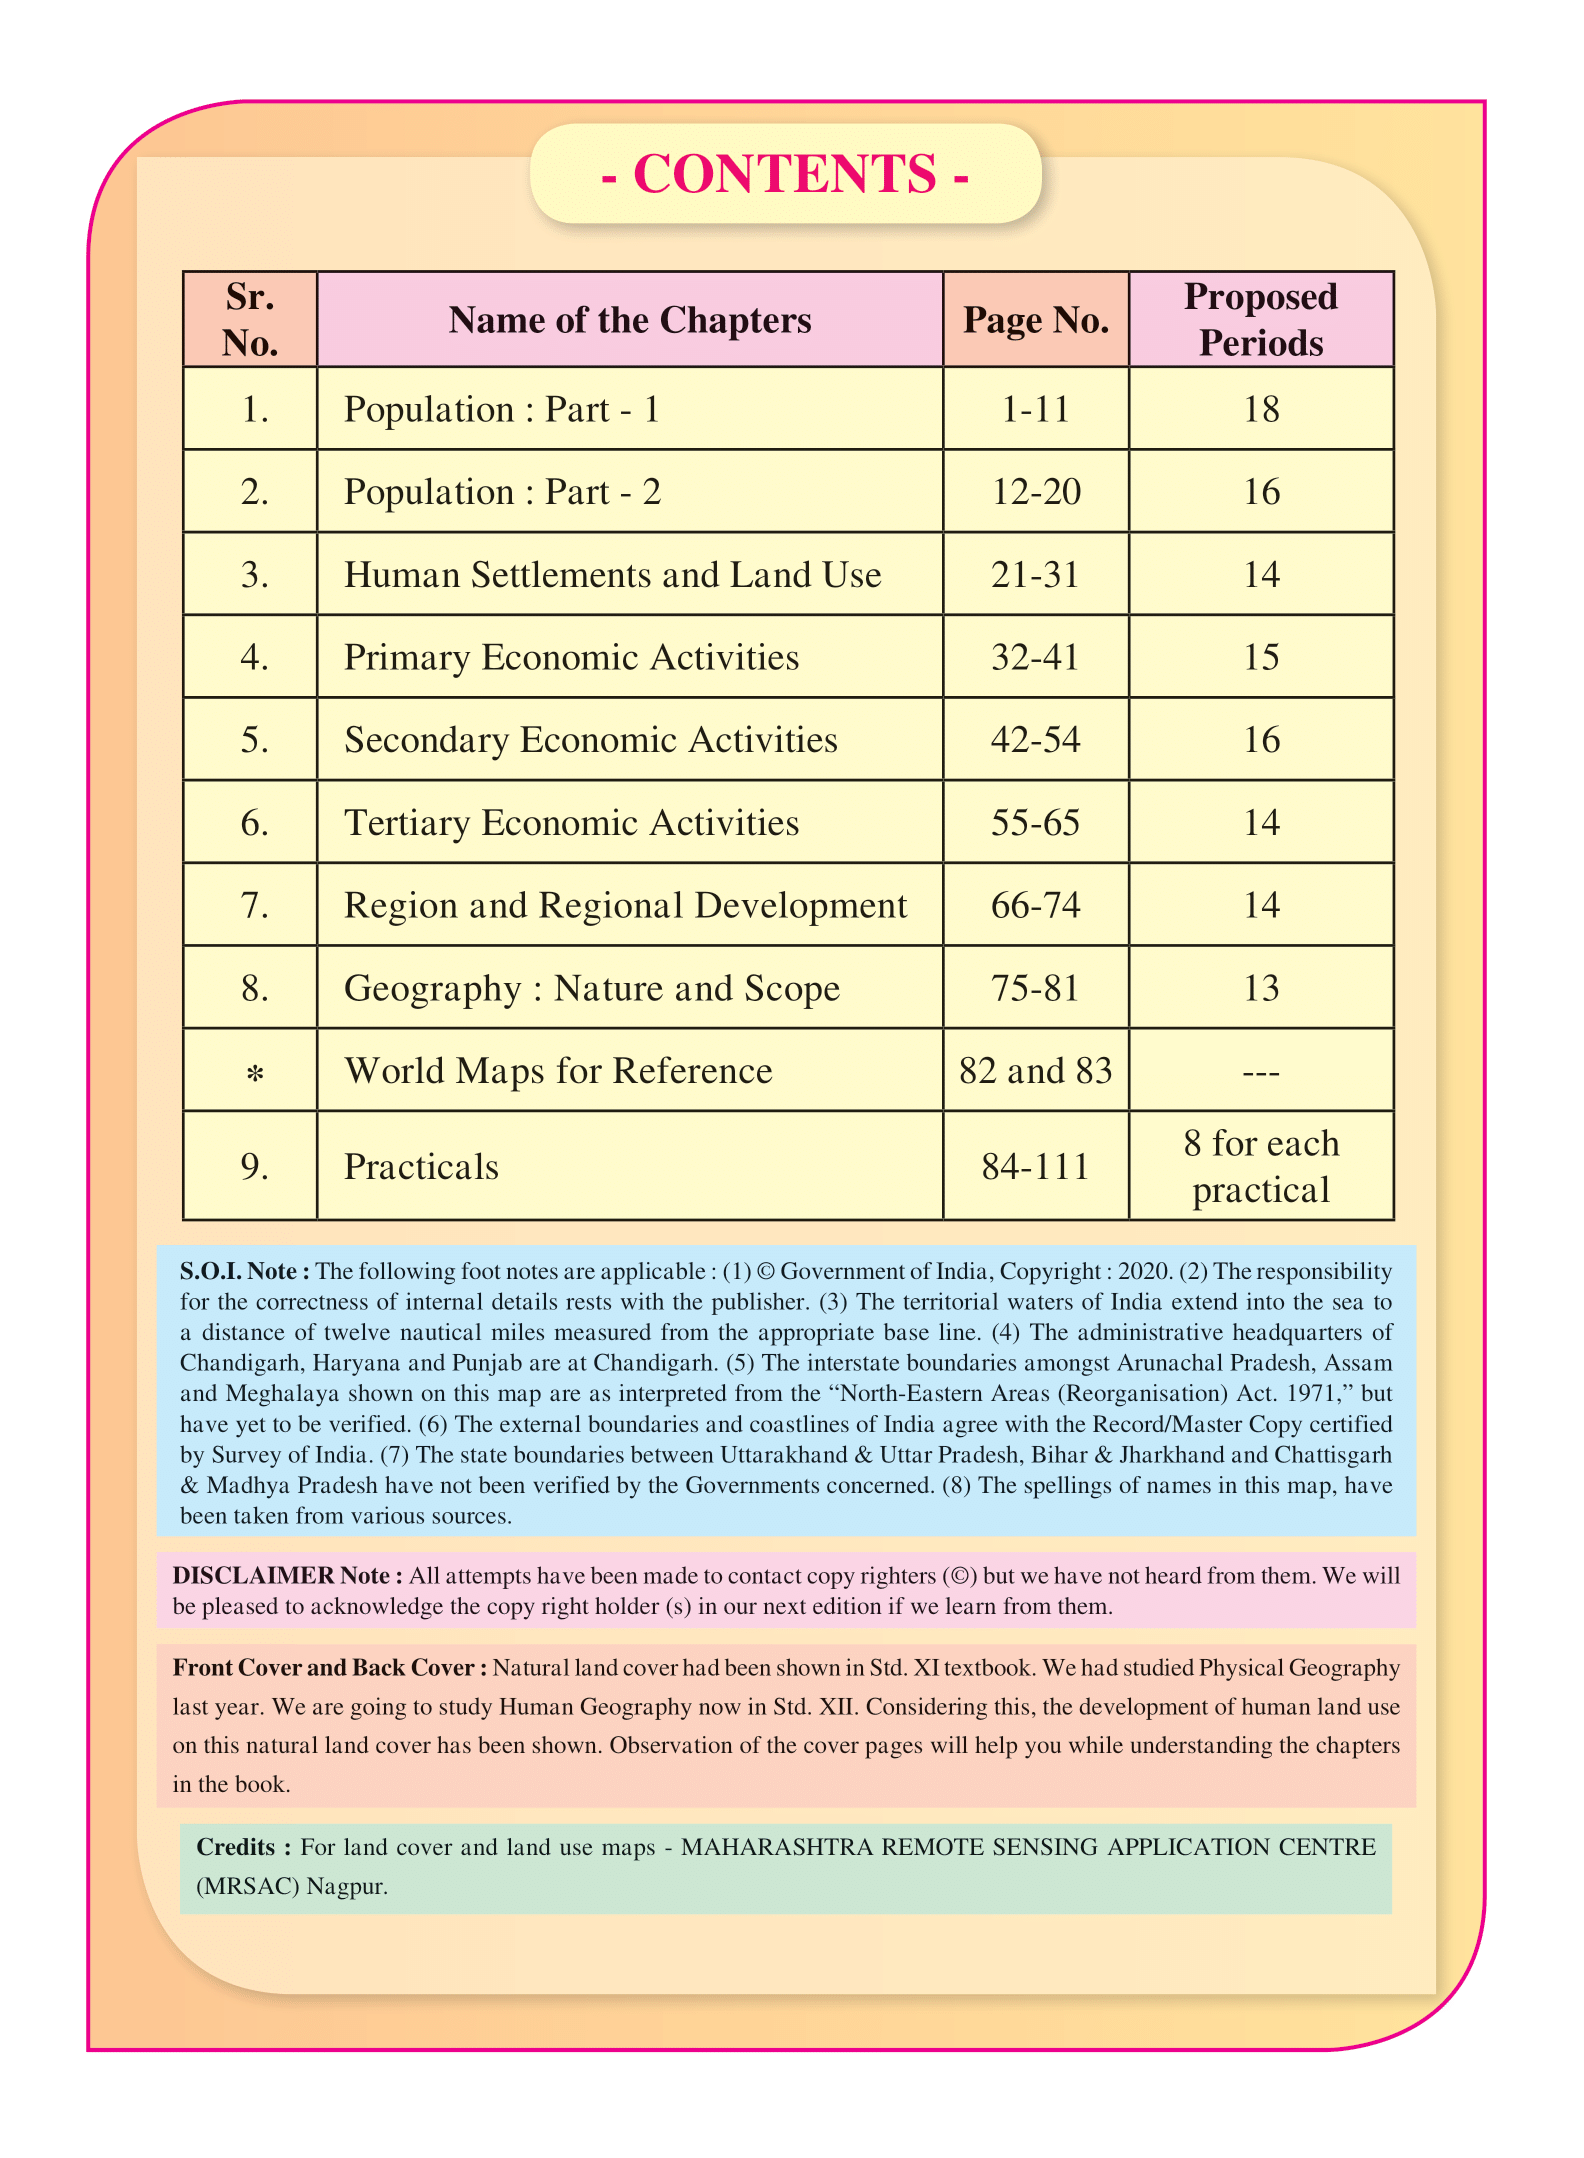 - CONTENTS -
Sr. No. Name of the Chapters Page No. Proposed Periods
1. Population : Part - 1 1-11 18
2. Population : Part - 2 12-20 16
3. Human Settlements and Land Use 21-31 14
4. Primary Economic Activities 32-41 15
5. Secondary Economic Activities 42-54 16
6. Tertiary Economic Activities 55-65 14
7. Region and Regional Development 66-74 14
8. Geography : Nature and Scope 75-81 13
* World Maps for Reference 82 and 83 ---
9. Practicals 84-111 8 for each practical
S.O.I. Note : The following foot notes are applicable : (1) © Government of India, Copyright : 2020. (2) The responsibility
for the correctness of internal details rests with the publisher. (3) The territorial waters of India extend into the sea to
a distance of twelve nautical miles measured from the appropriate base line. (4) The administrative headquarters of
Chandigarh, Haryana and Punjab are at Chandigarh. (5) The interstate boundaries amongst Arunachal Pradesh, Assam
and Meghalaya shown on this map are as interpreted from the “North-Eastern Areas (Reorganisation) Act. 1971,” but
have yet to be verified. (6) The external boundaries and coastlines of India agree with the Record/Master Copy certified
by Survey of India. (7) The state boundaries between Uttarakhand & Uttar Pradesh, Bihar & Jharkhand and Chattisgarh
& Madhya Pradesh have not been verified by the Governments concerned. (8) The spellings of names in this map, have
been taken from various sources.
DISCLAIMER Note : All attempts have been made to contact copy righters (©) but we have not heard from them. We will
be pleased to acknowledge the copy right holder (s) in our next edition if we learn from them.
Front Cover and Back Cover : Natural land cover had been shown in Std. XI textbook. We had studied Physical Geography
last year. We are going to study Human Geography now in Std. XII. Considering this, the development of human land use
on this natural land cover has been shown. Observation of the cover pages will help you while understanding the chapters
in the book.
Credits : For land cover and land use maps - MAHARASHTRA REMOTE SENSING APPLICATION CENTRE
(MRSAC) Nagpur.